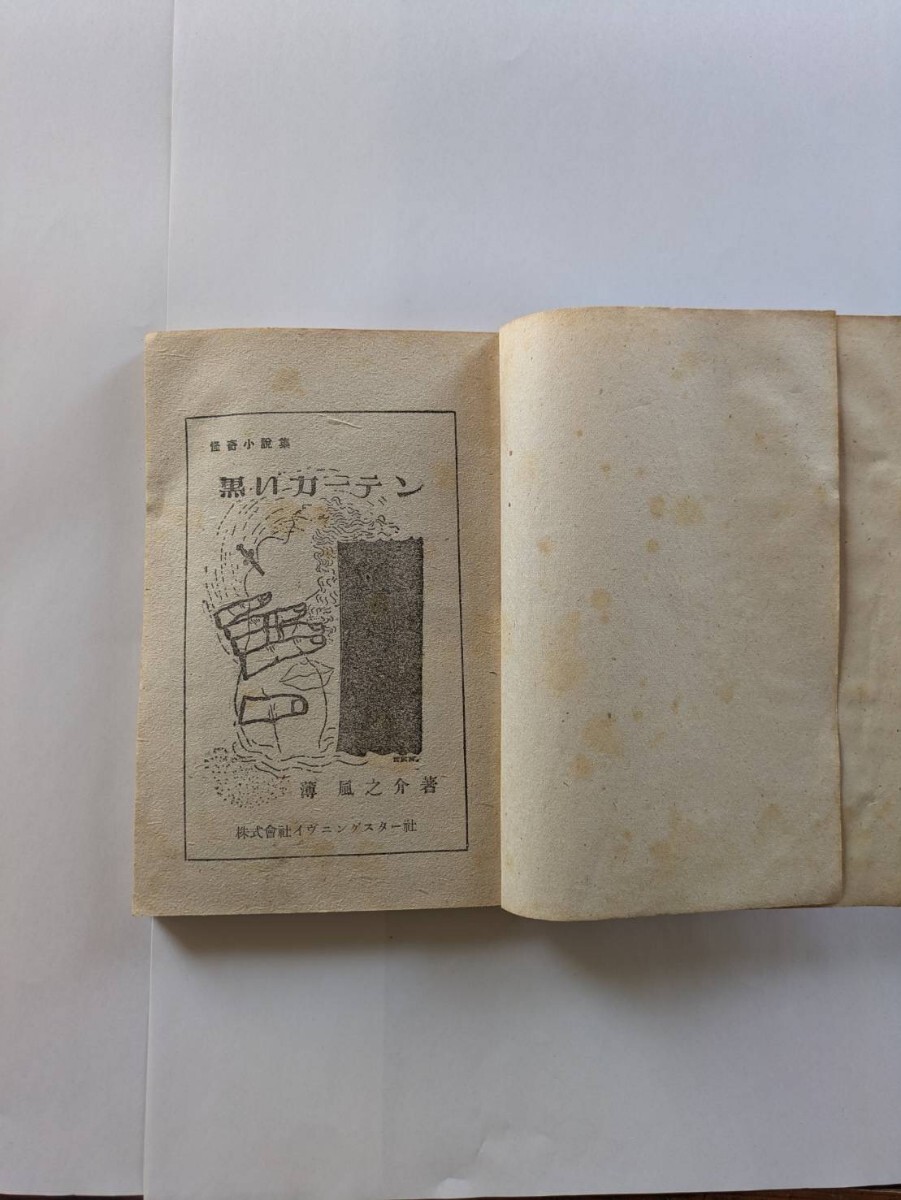 怪奇小說集
黒いカーテン
薄 風之介著
株式會社イヴニングスター社